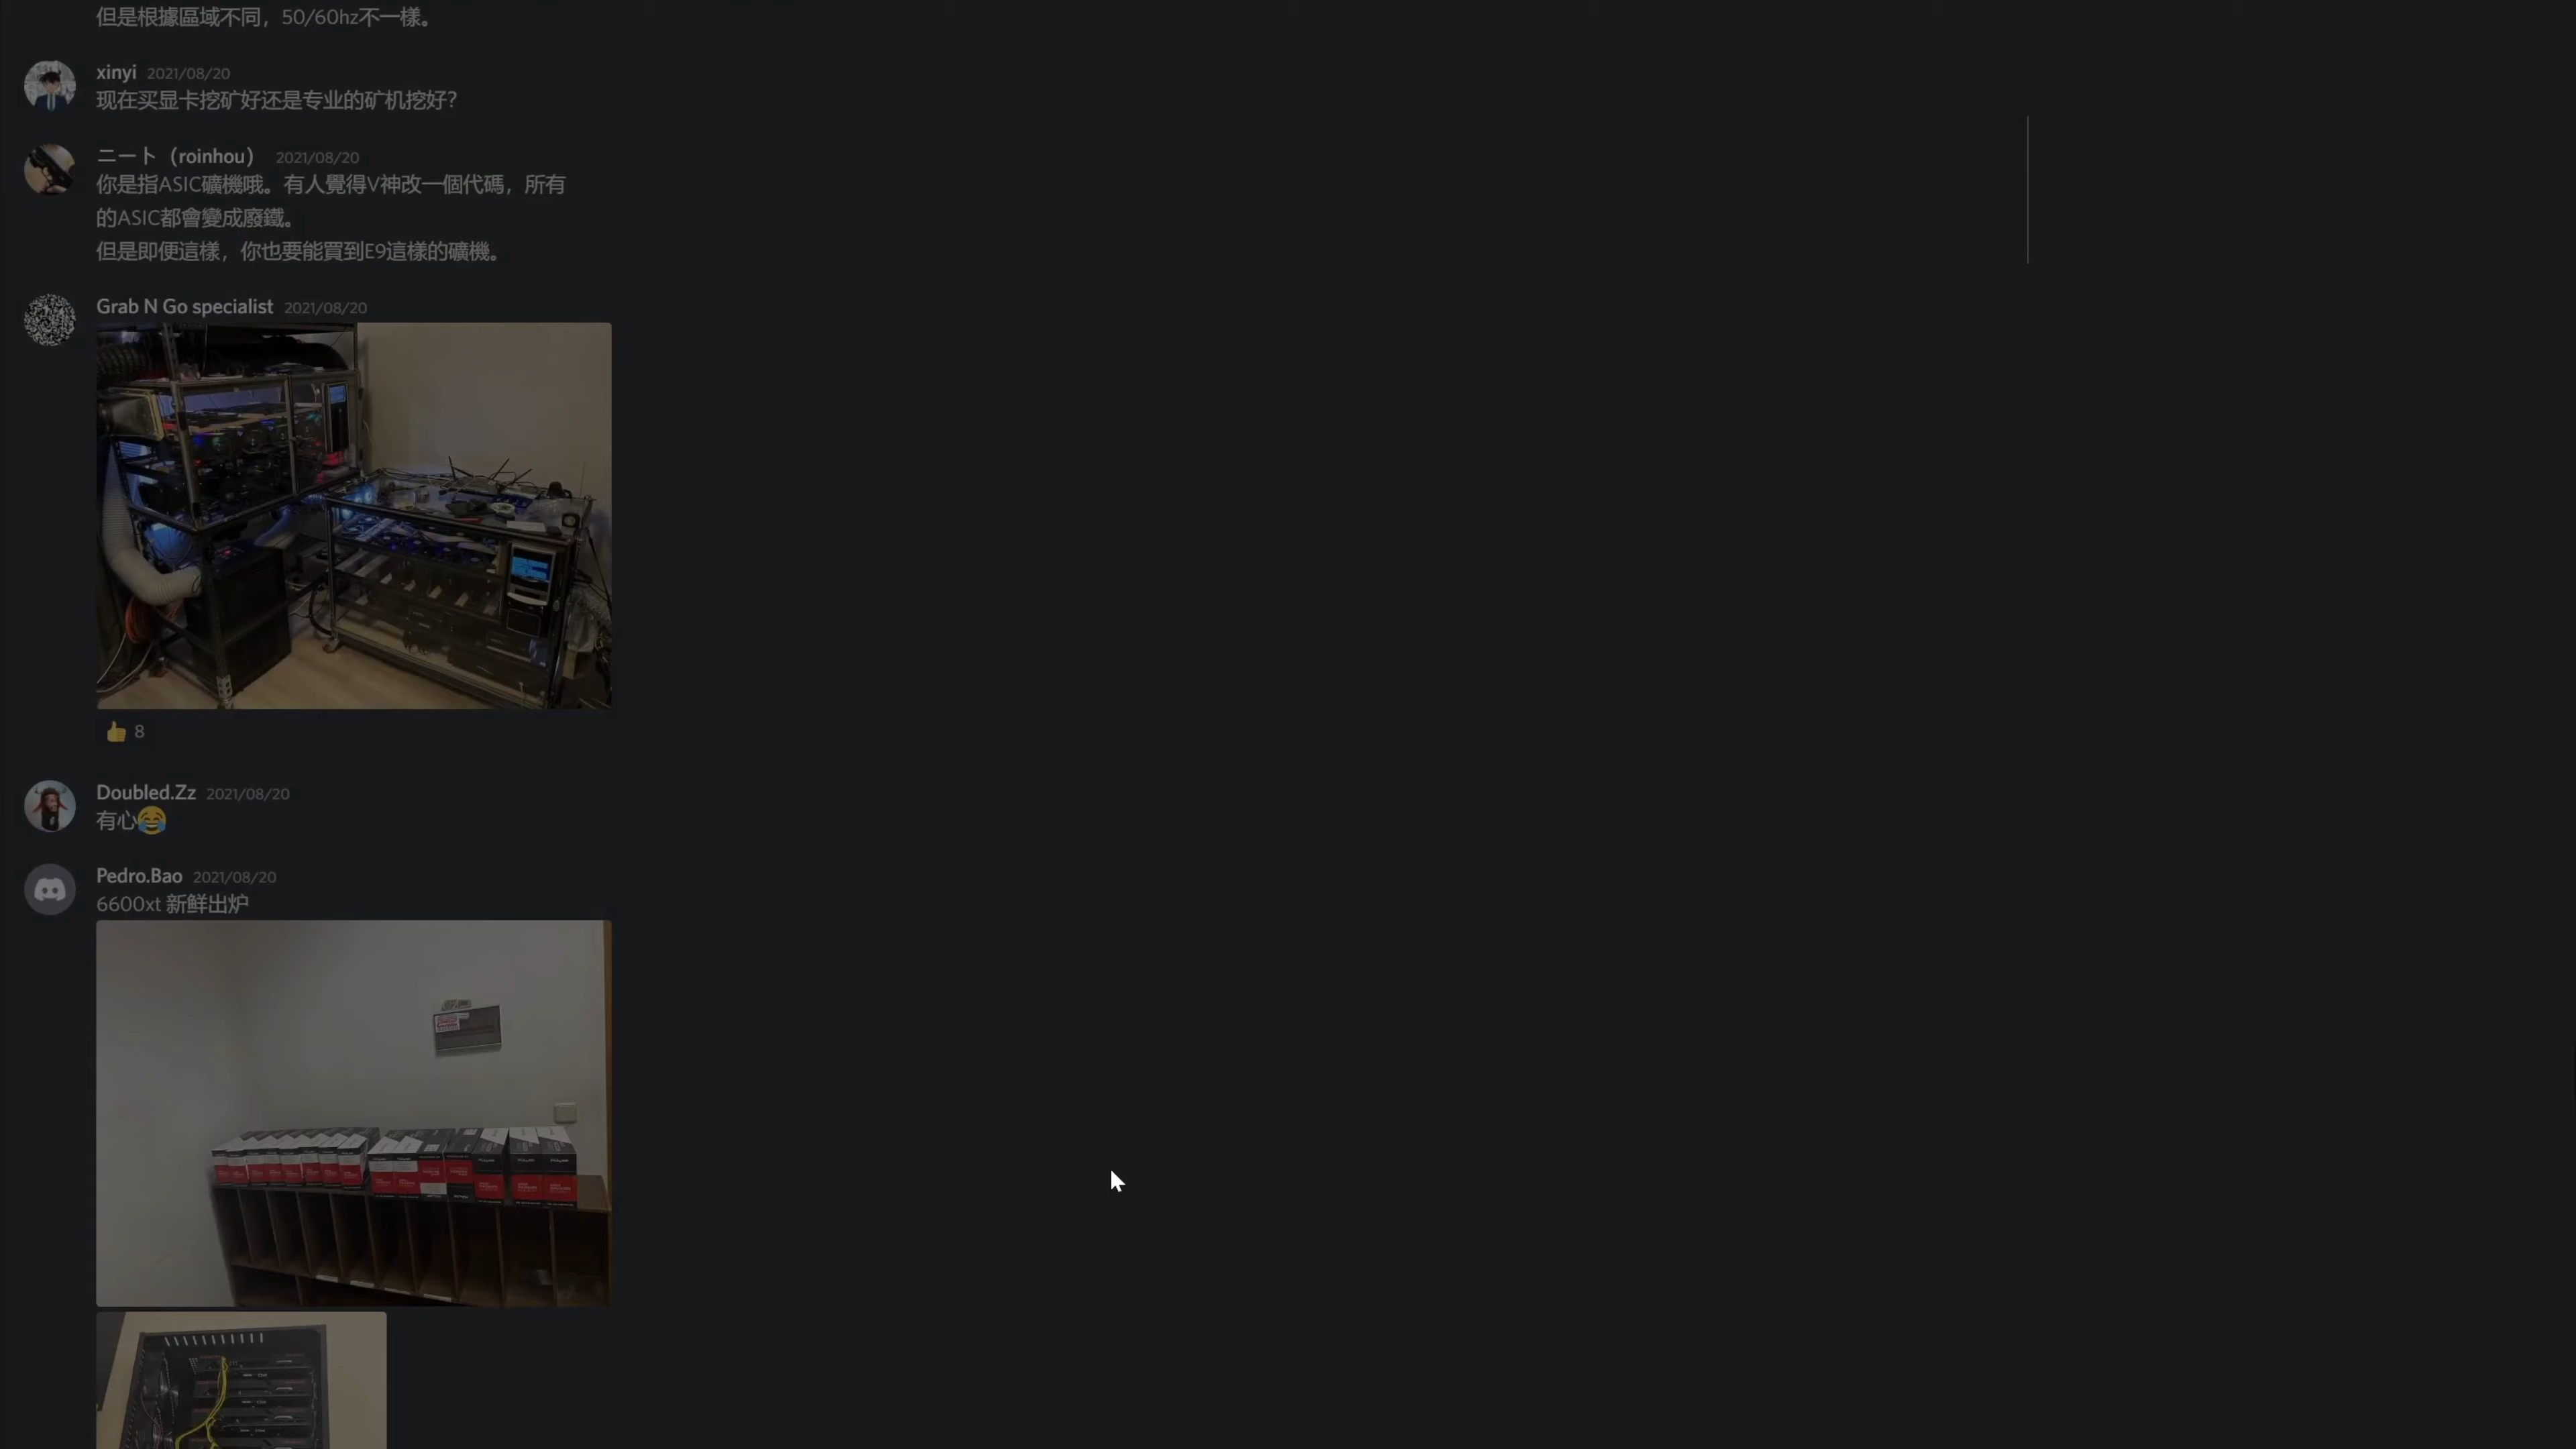 但是根據區域不同，50/60hz不一樣。
xinyi 2021/08/20
现在买显卡挖矿好还是专业的矿机挖好？
ニート（roinhou） 2021/08/20
你是指ASIC礦機哦。有人覺得V神改一個代碼，所有
的ASIC都會變成廢鐵。
但是即便這樣，你也要能買到E9這樣的礦機。
Grab N Go specialist 2021/08/20
👍 8
Doubled.Zz 2021/08/20
有心😂
Pedro.Bao 2021/08/20
6600xt 新鲜出炉